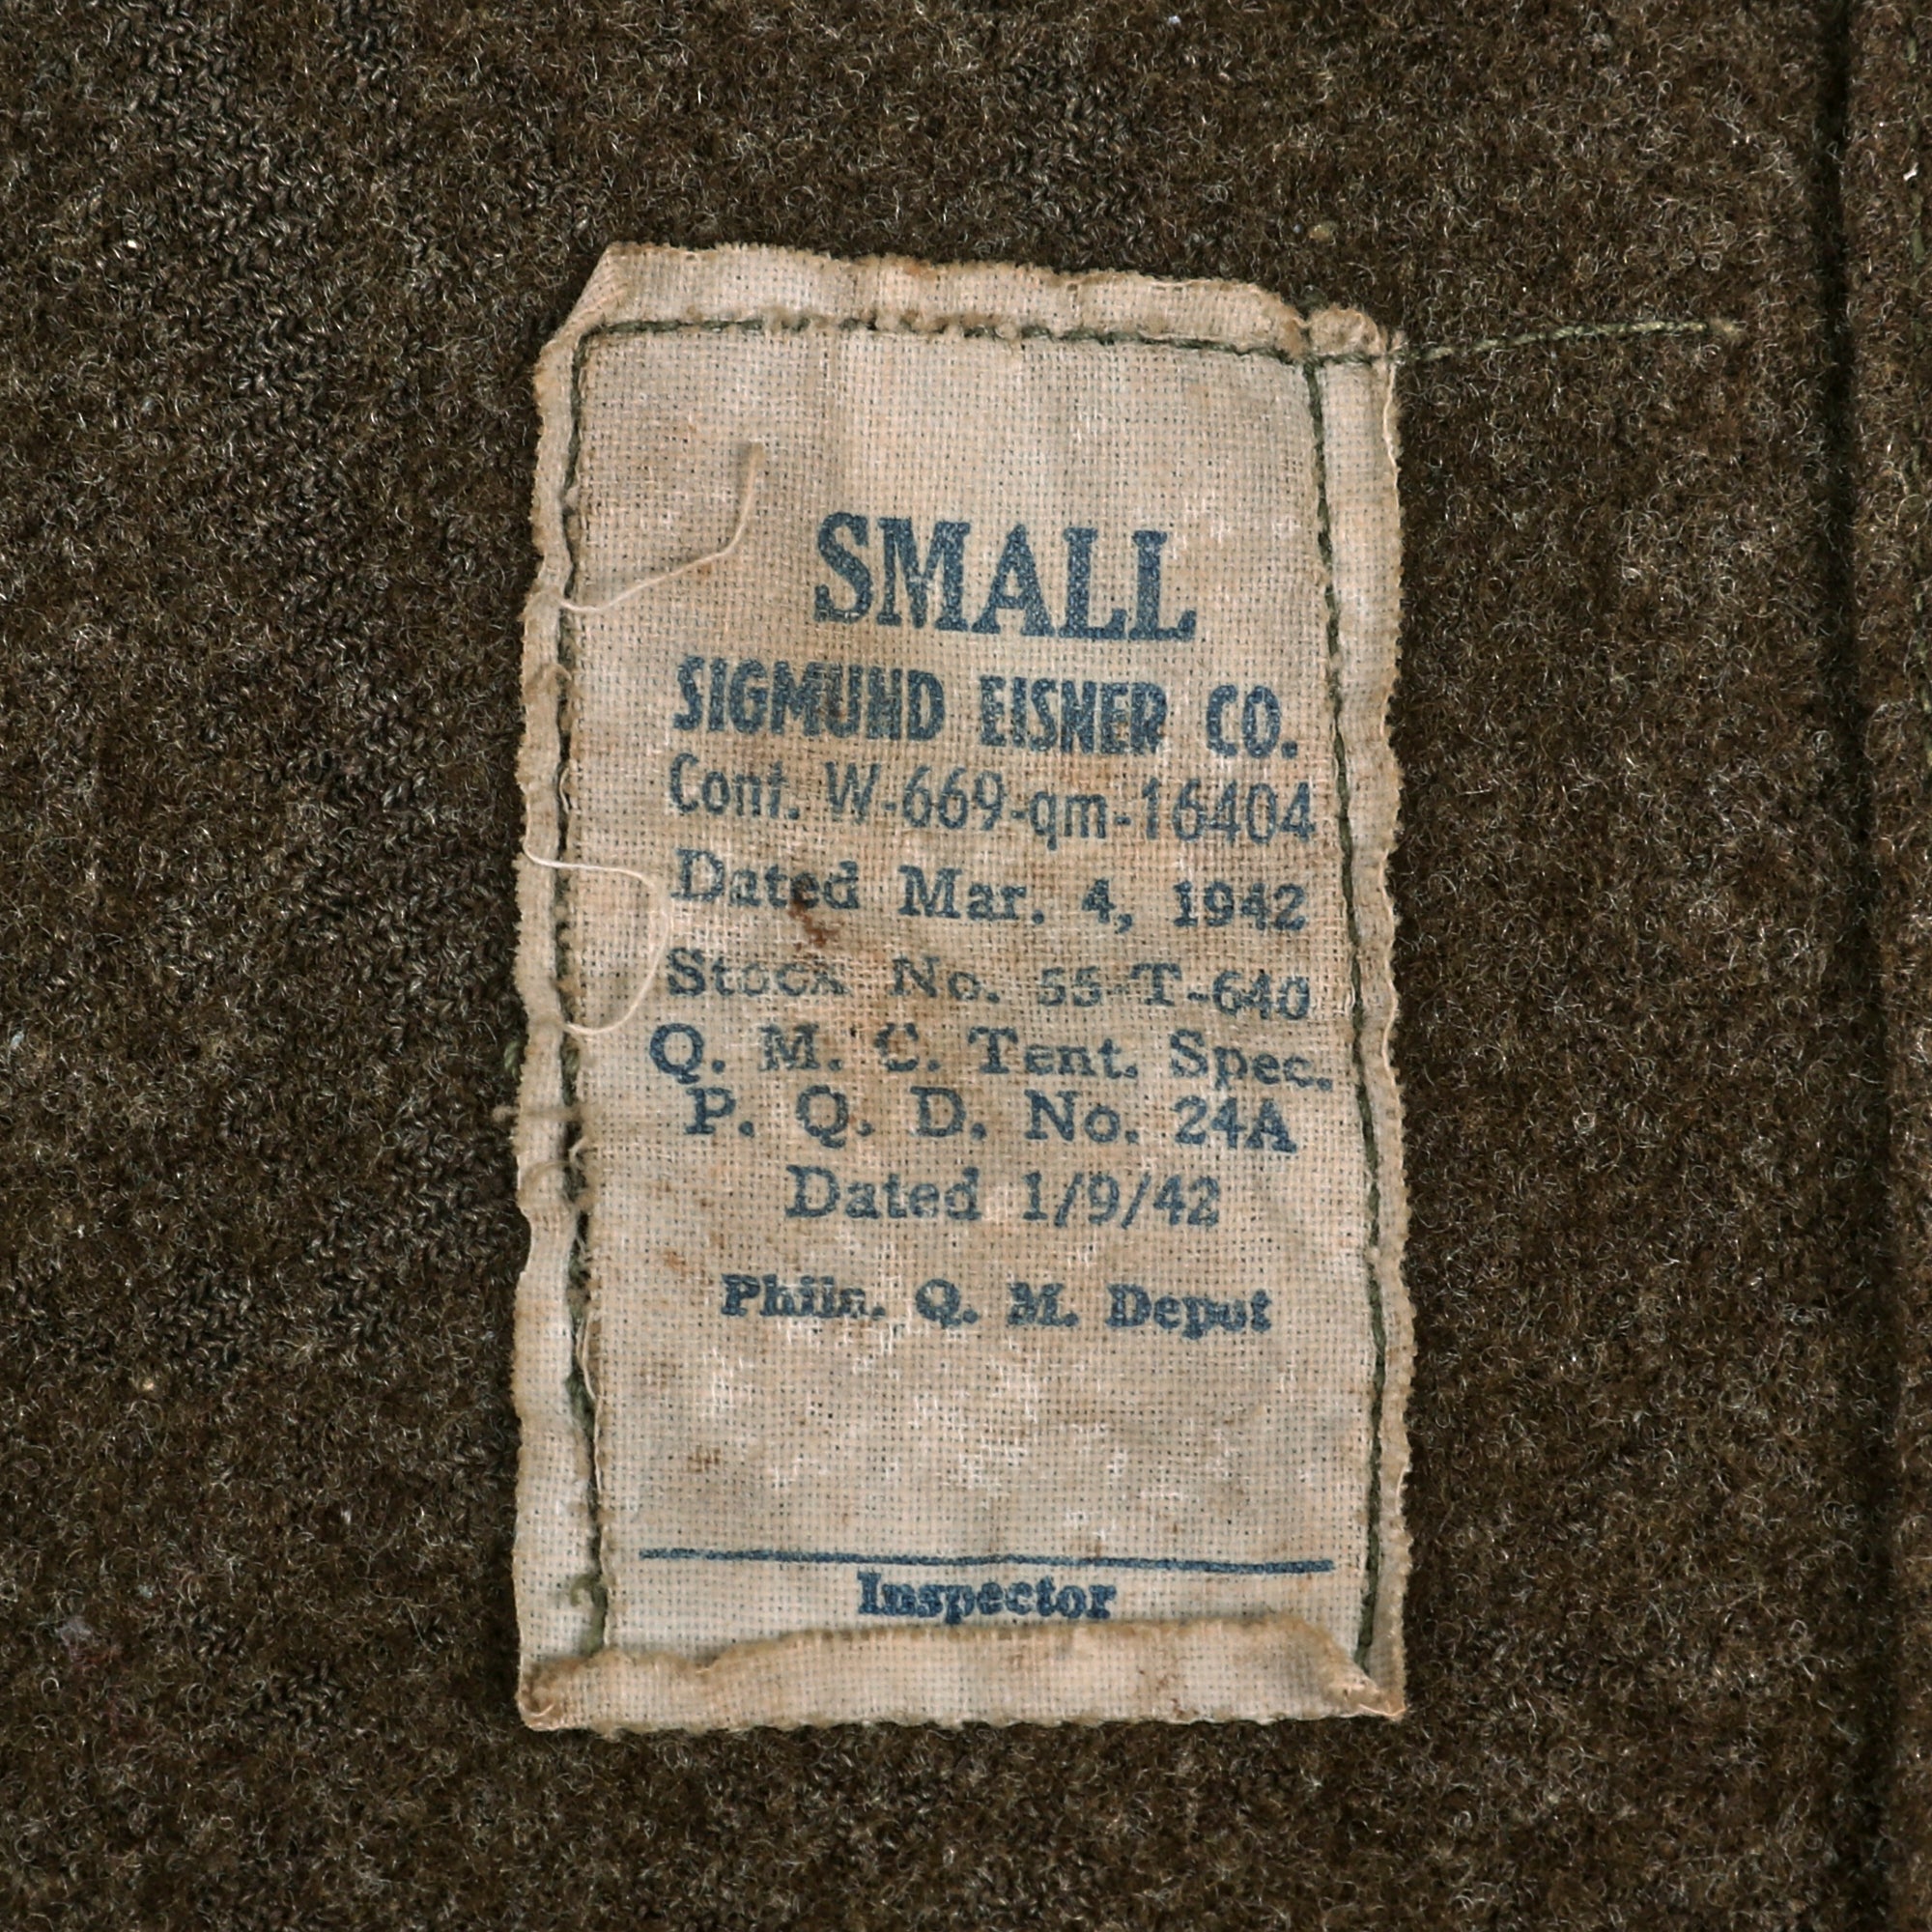 SMALL
SIGMUND EISNER CO.
Cont. W-669-qm-16404
Dated Mar. 4, 1942
Stock No. 55-T-640
Q. M. C. Tent. Spec.
P. Q. D. No. 24A
Dated 1/9/42
Phila. Q. M. Depot
Inspector